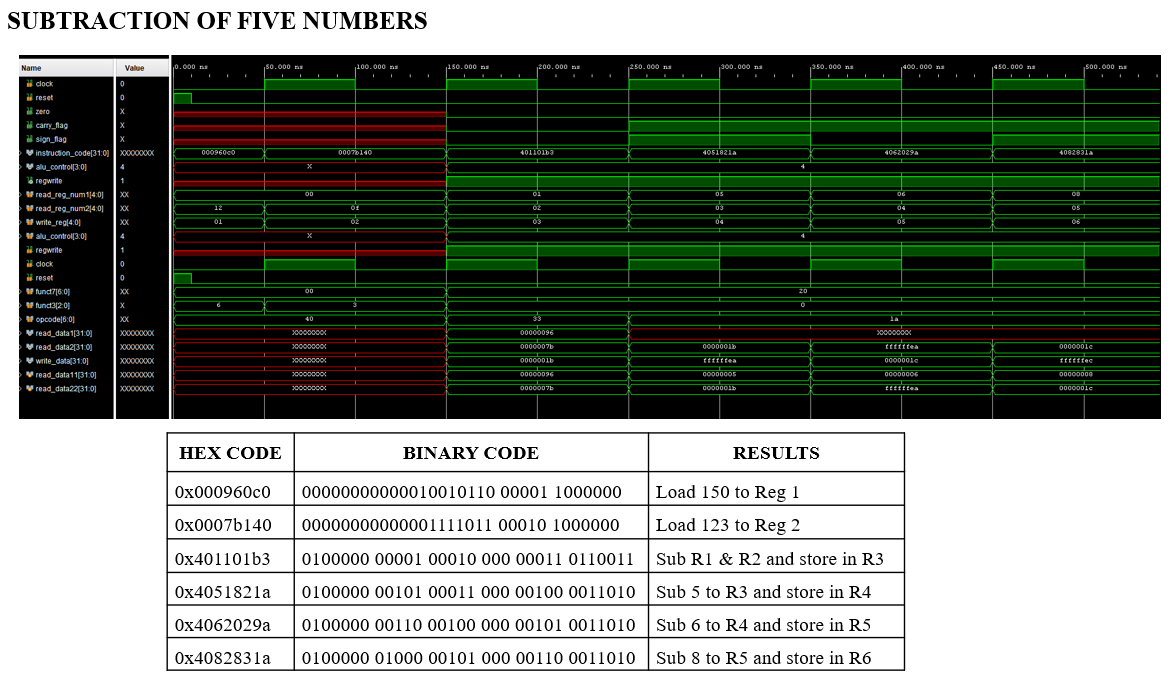 SUBTRACTION OF FIVE NUMBERS
Name Value 0.000 ns 50.000 ns 100.000 ns 150.000 ns 200.000 ns 250.000 ns 300.000 ns 350.000 ns 400.000 ns 450.000 ns 500.000 ns
clock 0
reset 0
zero X
carry_flag X
sign_flag X
instruction_code[31:0] XXXXXXXX 000960c0 0007b140 401101b3 4051821a 4062029a 4082831a
alu_control[3:0] 4 X 4
regwrite 1
read_reg_num1[4:0] XX 00 01 05 06 08
read_reg_num2[4:0] XX 12 0f 02 03 04 05
write_reg[4:0] XX 01 02 03 04 05 06
alu_control[3:0] 4 X 4
regwrite 1
clock 0
reset 0
funct7[6:0] XX 00 20
funct3[2:0] X 6 3 0
opcode[6:0] XX 40 33 1a
read_data1[31:0] XXXXXXXX XXXXXXXX 00000096 XXXXXXXX
read_data2[31:0] XXXXXXXX XXXXXXXX 0000007b 0000001b ffffffea 0000001c
write_data[31:0] XXXXXXXX XXXXXXXX 0000001b ffffffea 0000001c ffffffec
read_data11[31:0] XXXXXXXX XXXXXXXX 00000096 00000005 00000006 00000008
read_data22[31:0] XXXXXXXX XXXXXXXX 0000007b 0000001b ffffffea 0000001c
HEX CODE BINARY CODE RESULTS
0x000960c0 00000000000010010110 00001 1000000 Load 150 to Reg 1
0x0007b140 00000000000001111011 00010 1000000 Load 123 to Reg 2
0x401101b3 0100000 00001 00010 000 00011 0110011 Sub R1 & R2 and store in R3
0x4051821a 0100000 00101 00011 000 00100 0011010 Sub 5 to R3 and store in R4
0x4062029a 0100000 00110 00100 000 00101 0011010 Sub 6 to R4 and store in R5
0x4082831a 0100000 01000 00101 000 00110 0011010 Sub 8 to R5 and store in R6